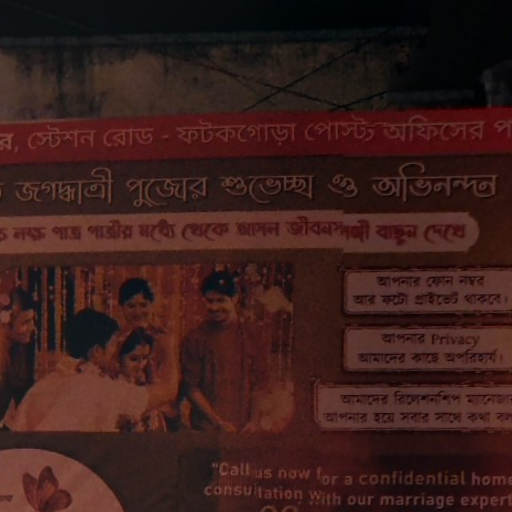 র, স্টেশন রোড - ফটকগোড়া পোস্ট অফিসের
জগদ্ধাত্রী পুজোর শুভেচ্ছা ও অভিনন্দন
লক্ষ পাত্র পাত্রীর মধ্যে থেকে আসল জীবনসঙ্গী বাছুন দেখে
আপনার ফোন নম্বর
আর ফটো প্রাইভেট থাকবে।
আপনার Privacy
আমাদের কাছে অপরিহার্য।
আমাদের রিলেশনশিপ ম্যানেজার
আপনার হয়ে সবার সাথে কথা
"Call us now for a confidential home
consultation with our marriage expert